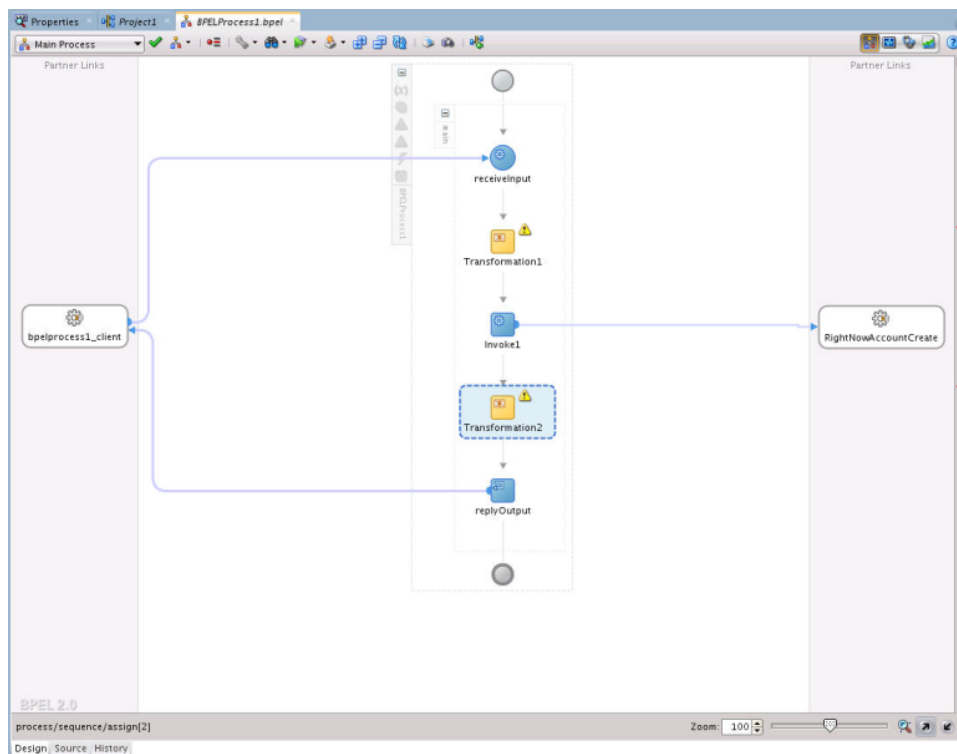 Properties
Project1
BPELProcess1.bpel
Main Process
Partner Links
Partner Links
(x)
BPELProcess1
main
receiveInput
Transformation1
bpelprocess1_client
Invoke1
RightNowAccountCreate
Transformation2
replyOutput
BPEL 2.0
process/sequence/assign[2]
Zoom: 100
Design Source History